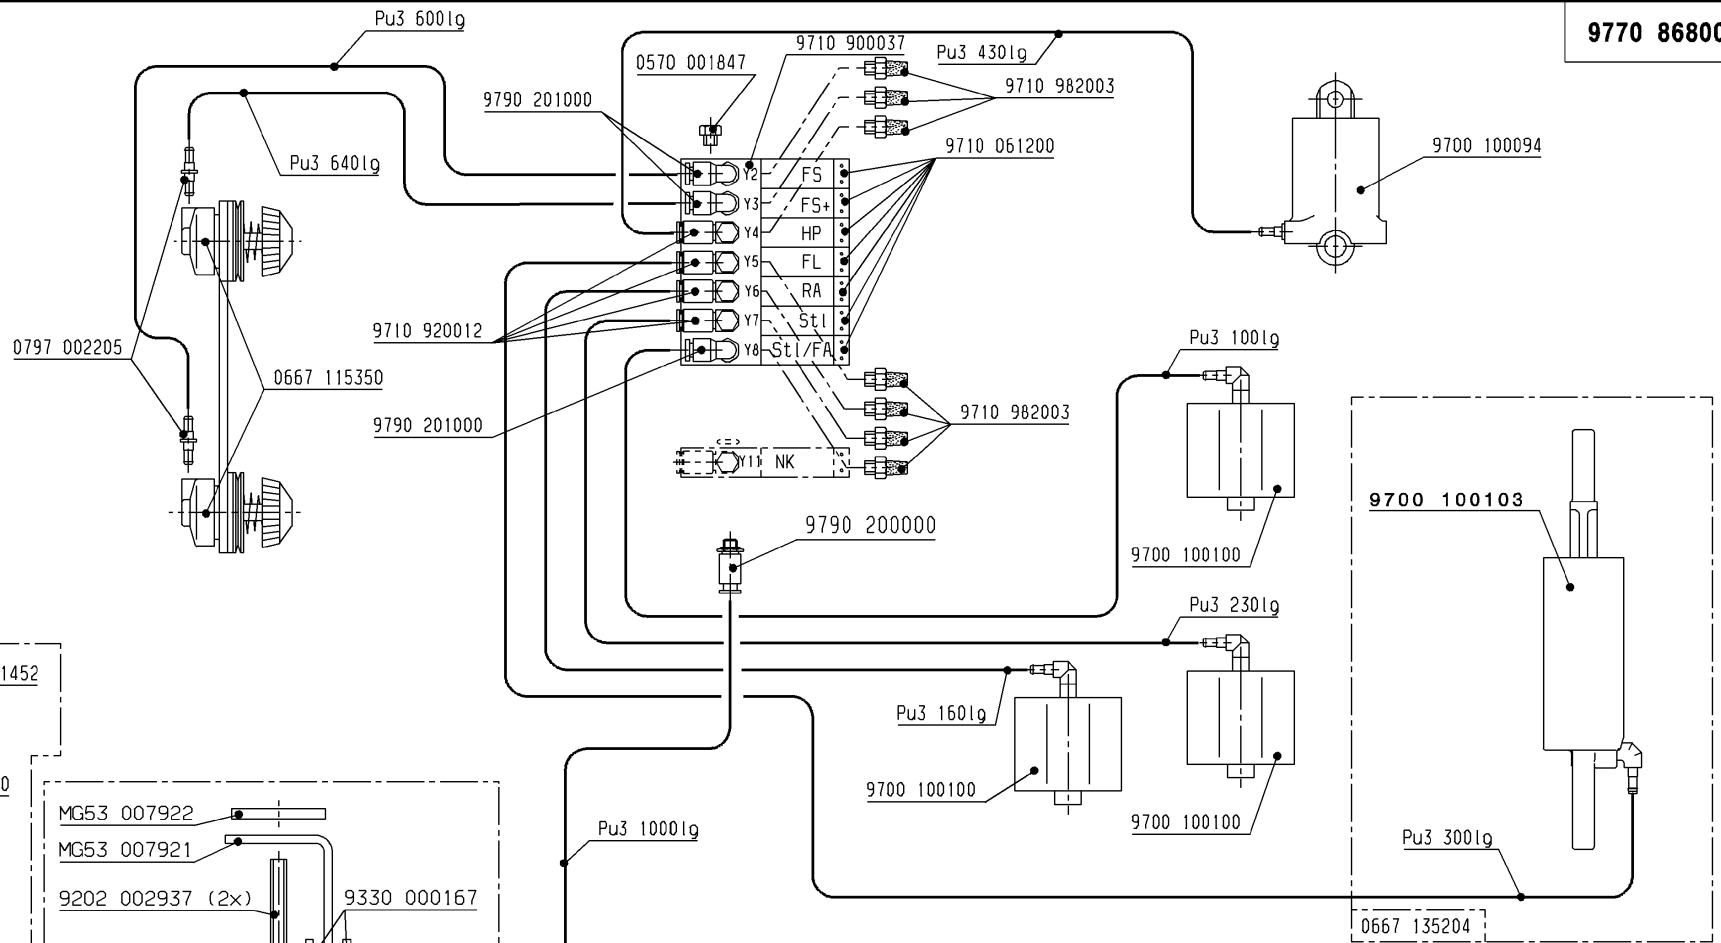 Pu3 600lg
9770 86800
9710 900037
Pu3 430lg
0570 001847
9710 982003
9790 201000
9710 061200
9700 100094
Pu3 640lg
Y2 FS
Y3 FS+
Y4 HP
Y5 FL
Y6 RA
Y7 Stl
Y8 Stl/FA
9710 920012
0797 002205
Pu3 100lg
0667 115350
9790 201000
9710 982003
Y11 NK
9700 100103
9790 200000
9700 100100
Pu3 230lg
1452
Pu3 160lg
0
9700 100100
9700 100100
MG53 007922
Pu3 1000lg
Pu3 300lg
MG53 007921
9202 002937 (2x)
9330 000167
0667 135204